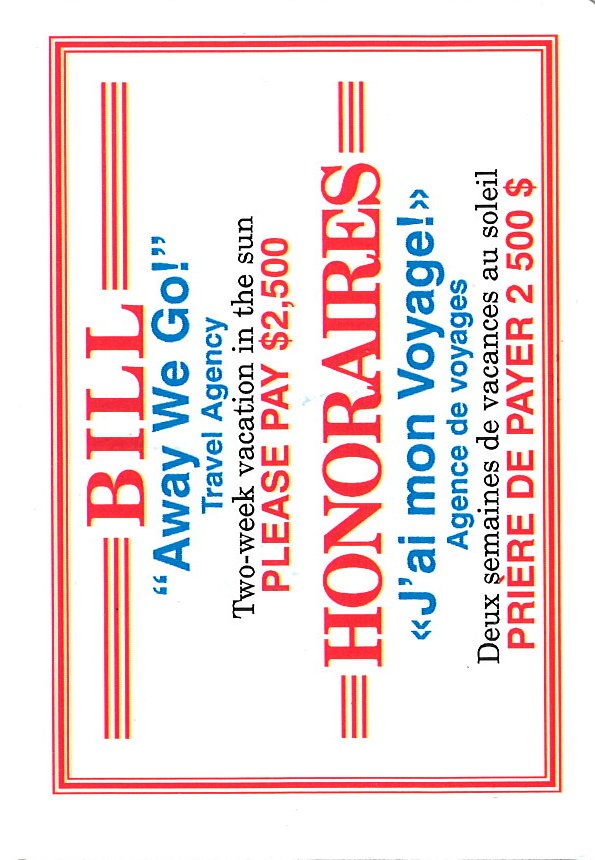 BILL
“Away We Go!”
Travel Agency
Two-week vacation in the sun
PLEASE PAY $2,500
HONORAIRES
«J’ai mon Voyage!»
Agence de voyages
Deux semaines de vacances au soleil
PRIÈRE DE PAYER 2 500 $